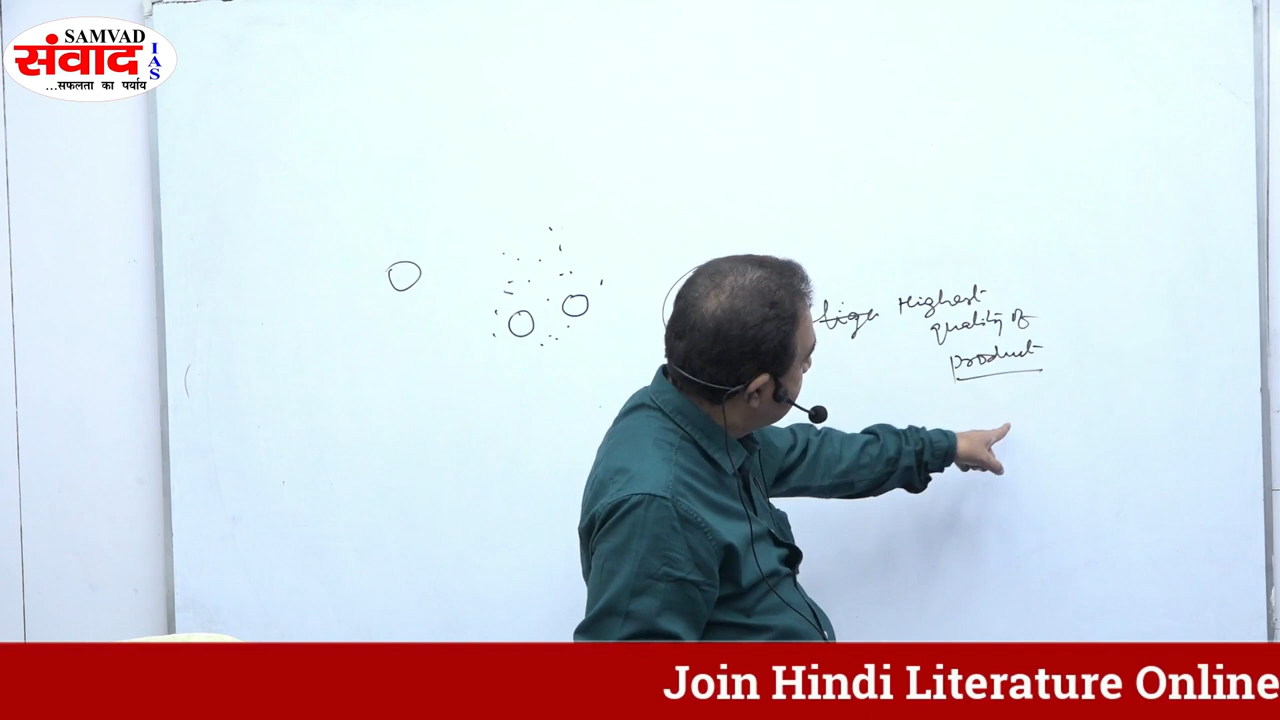 SAMVAD
संवाद
IAS
...सफलता का पर्याय
Highest
quality of
product
Join Hindi Literature Online